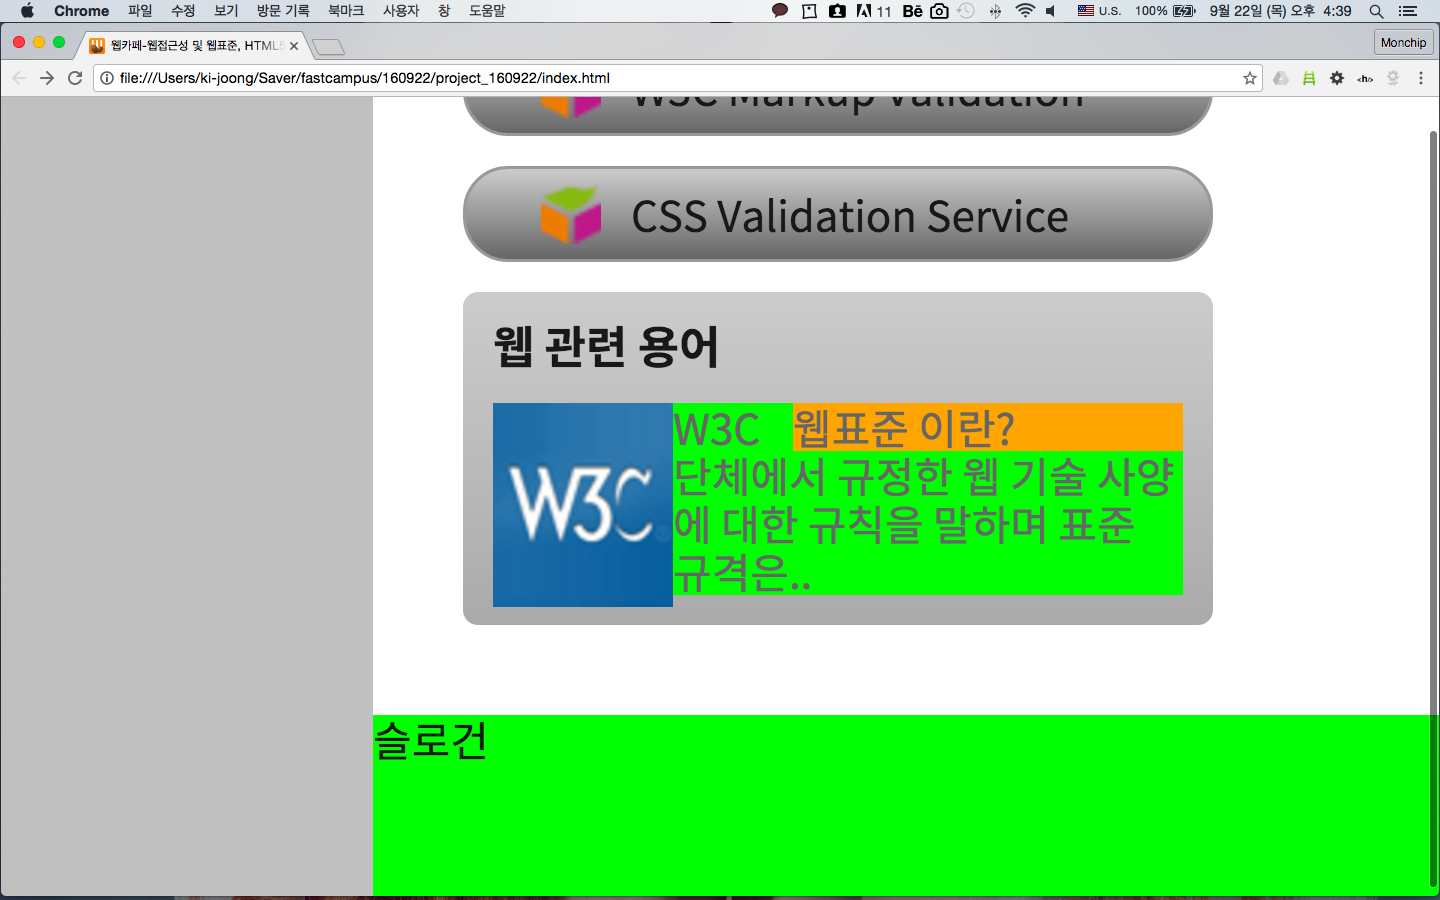 Chrome 파일 수정 보기 방문 기록 북마크 사용자 창 도움말 11 Bē U.S. 100% 9월 22일 (목) 오후 4:39
웹카페-웹접근성 및 웹표준, HTML5 Monchip
file:///Users/ki-joong/Saver/fastcampus/160922/project_160922/index.html <h/>
W3C Markup Validation
CSS Validation Service
웹 관련 용어
W3C
W3C 웹표준 이란?
단체에서 규정한 웹 기술 사양
에 대한 규칙을 말하며 표준
규격은..
슬로건